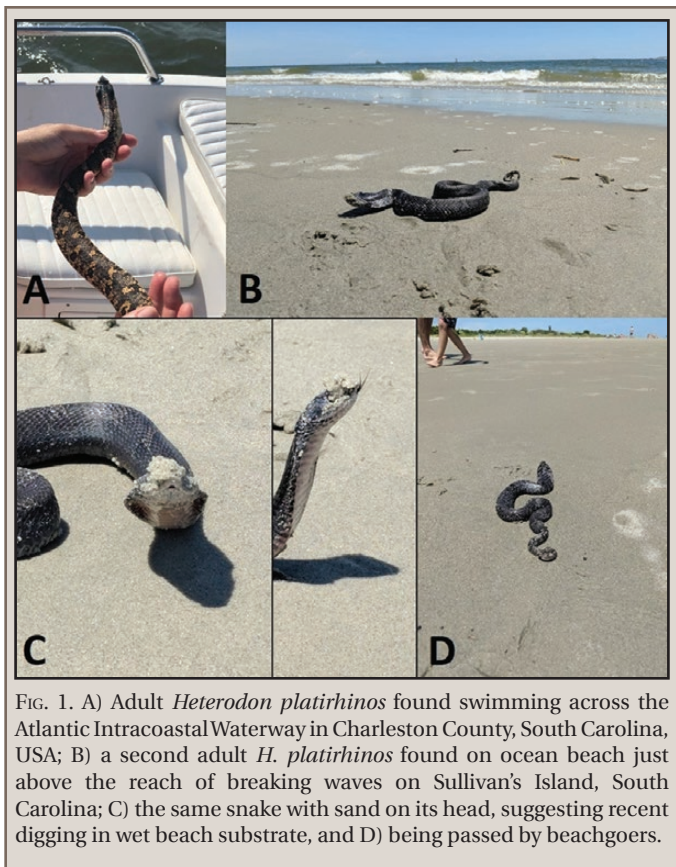 A
B
C
D
FIG. 1. A) Adult Heterodon platirhinos found swimming across the
Atlantic Intracoastal Waterway in Charleston County, South Carolina,
USA; B) a second adult H. platirhinos found on ocean beach just
above the reach of breaking waves on Sullivan's Island, South
Carolina; C) the same snake with sand on its head, suggesting recent
digging in wet beach substrate, and D) being passed by beachgoers.